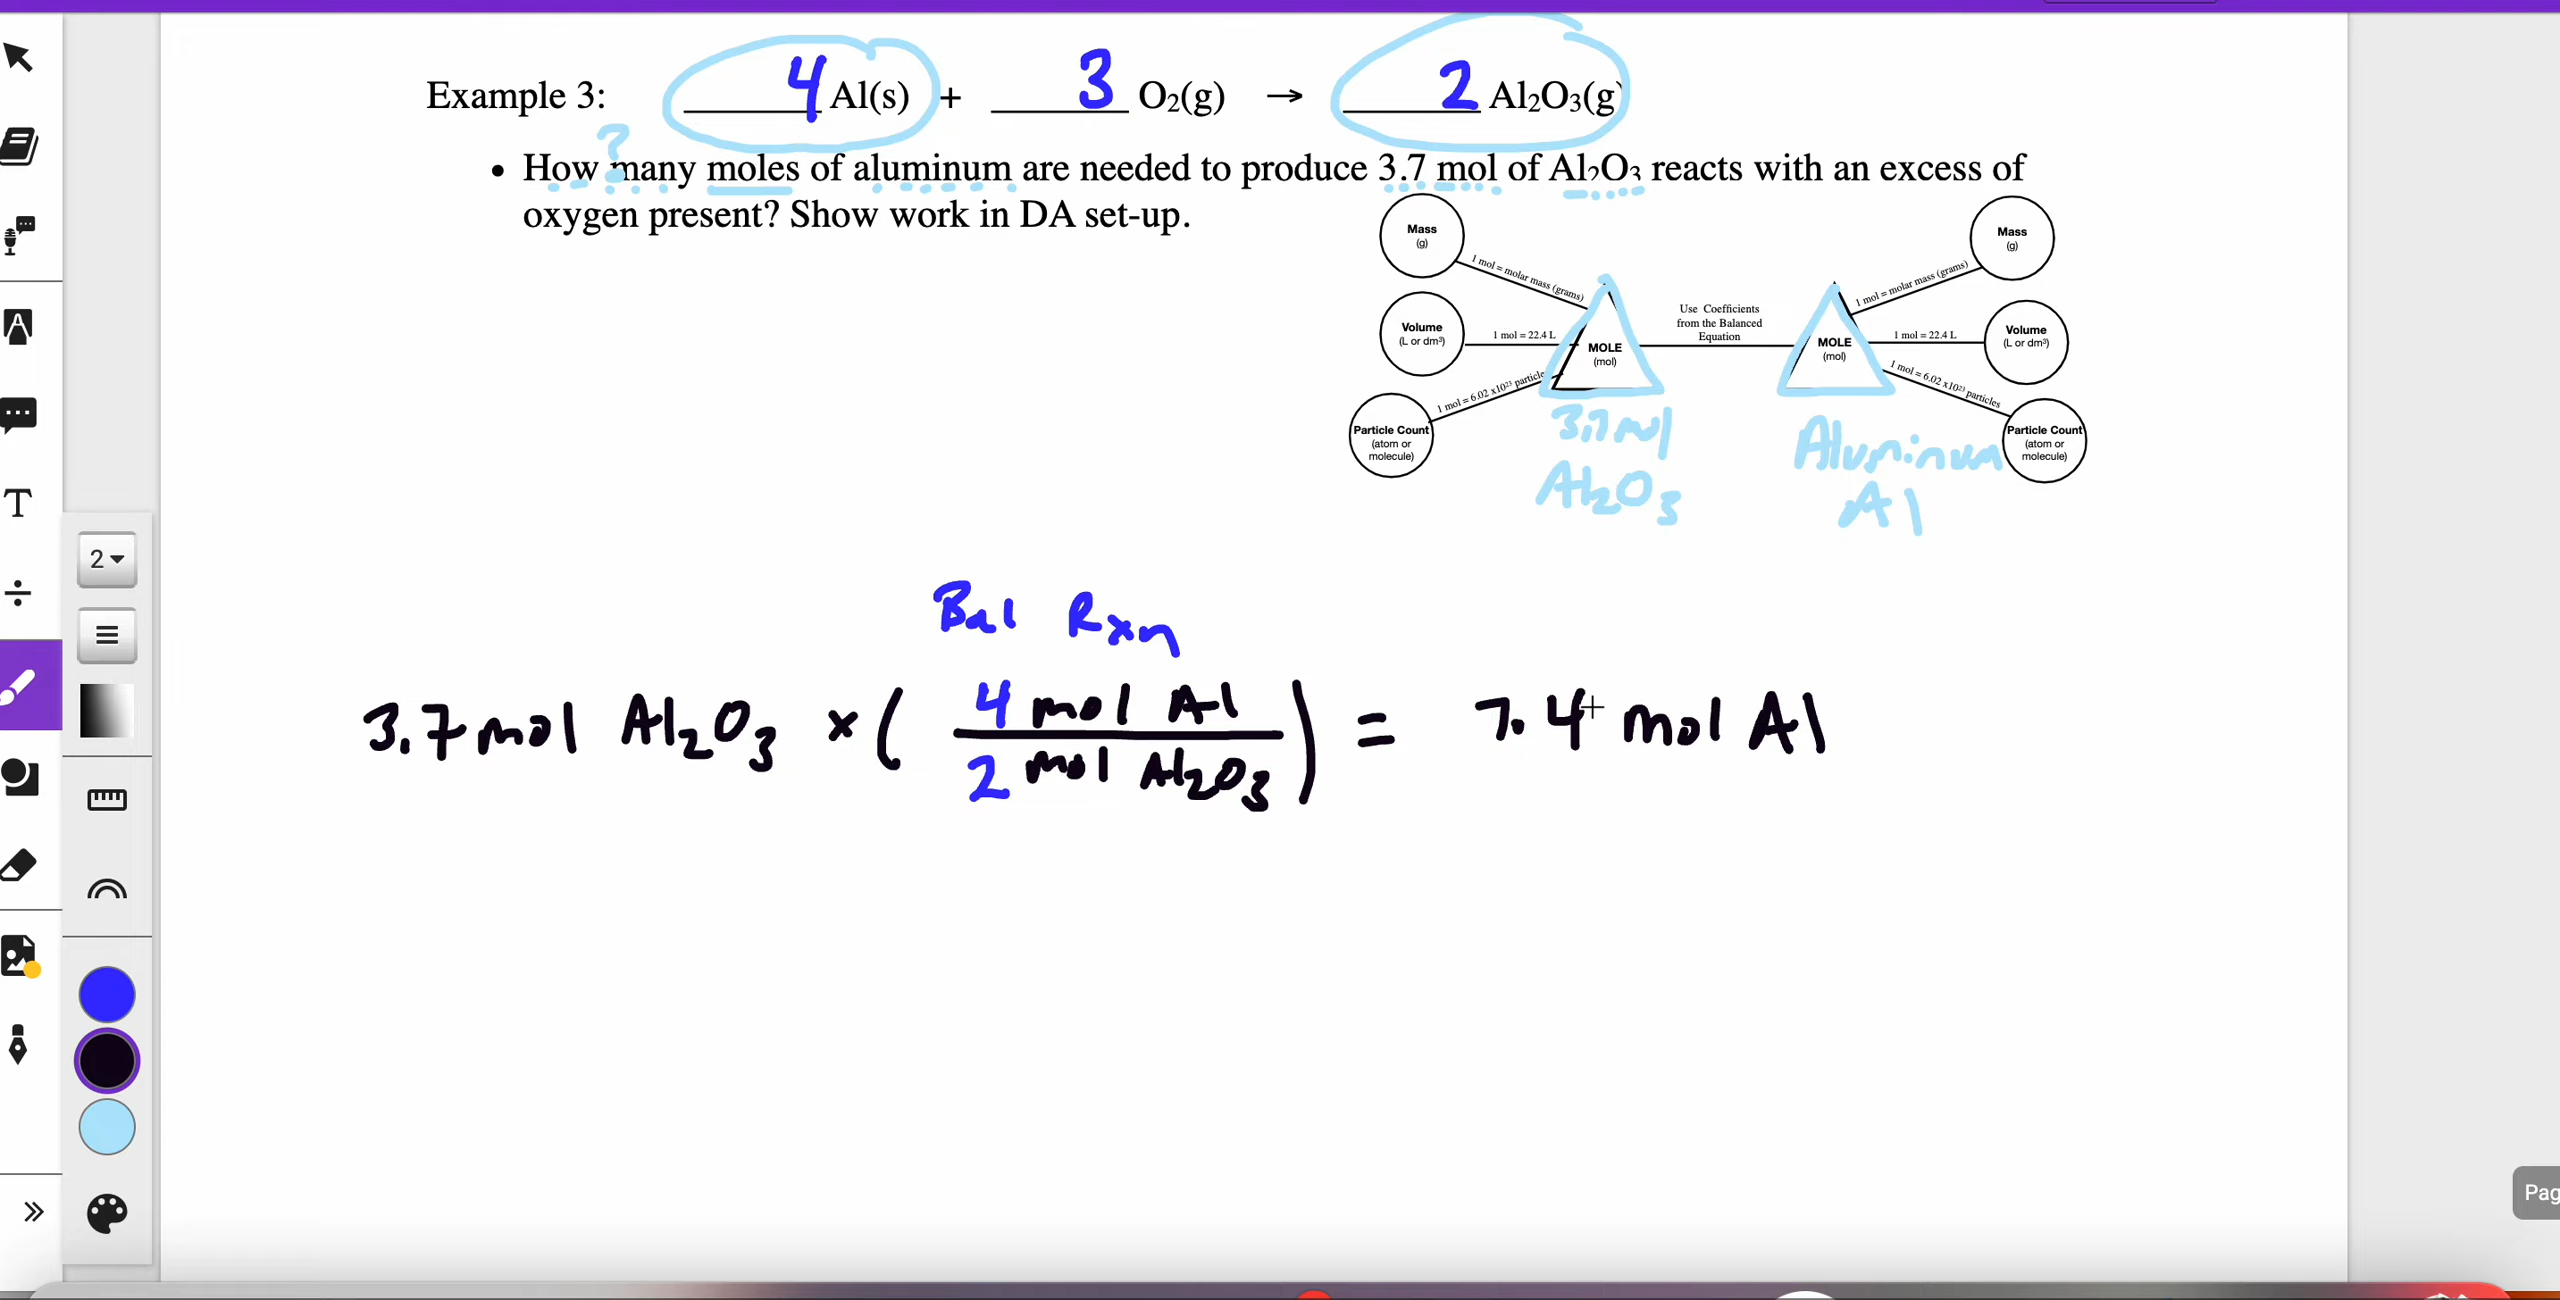 Example 3: 4 Al(s) + 3 O₂(g) → 2 Al₂O₃(g)
?
• How many moles of aluminum are needed to produce 3.7 mol of Al₂O₃ reacts with an excess of
oxygen present? Show work in DA set-up.
Mass
(g)
1 mol = molar mass (grams)
Volume
(L or dm³)
1 mol = 22.4 L
Particle Count
(atom or
molecule)
1 mol = 6.02 x10²³ particle
MOLE
(mol)
Use Coefficients
from the Balanced
Equation
MOLE
(mol)
1 mol = molar mass (grams)
Mass
(g)
1 mol = 22.4 L
Volume
(L or dm³)
1 mol = 6.02 x10²³ particles
Particle Count
(atom or
molecule)
3.7 mol
Al₂O₃
Aluminum
Al
Bal Rxn
3.7 mol Al₂O₃ × ( 4 mol Al / 2 mol Al₂O₃ ) = 7.4 mol Al
T
2
Pag